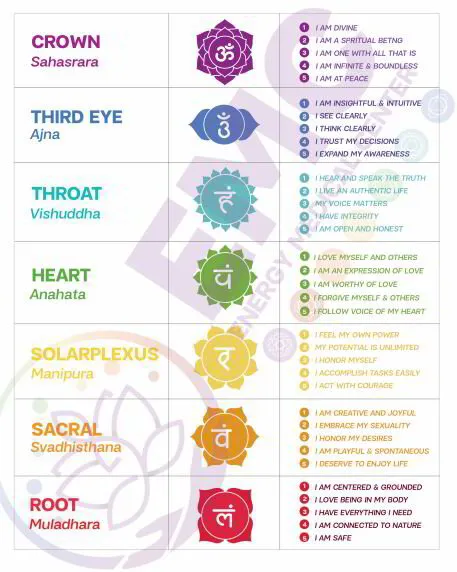 CROWN
Sahasrara
ॐ
1 I AM DIVINE
2 I AM A SPRITUAL BETNG
3 I AM ONE WITH ALL THAT IS
4 I AM INFINITE & BOUNDLESS
5 I AM AT PEACE
THIRD EYE
Ajna
1 I AM INSIGHTFUL & INTUITIVE
2 I SEE CLEARLY
3 I THINK CLEARLY
4 I TRUST MY DECISIONS
5 I EXPAND MY AWARENESS
THROAT
Vishuddha
हं
1 I HEAR AND SPEAK THE TRUTH
2 I LIVE AN AUTHENTIC LIFE
3 MY VOICE MATTERS
4 I HAVE INTEGRITY
5 I AM OPEN AND HONEST
HEART
Anahata
वं
1 I LOVE MYSELF AND OTHERS
2 I AM AN EXPRESSION OF LOVE
3 I AM WORTHY OF LOVE
4 I FORGIVE MYSELF & OTHERS
5 I FOLLOW VOICE OF MY HEART
SOLARPLEXUS
Manipura
र
1 I FEEL MY OWN POWER
2 MY POTENTIAL IS UNLIMITED
3 I HONOR MYSELF
4 I ACCOMPLISH TASKS EASILY
5 I ACT WITH COURAGE
SACRAL
Svadhisthana
वं
1 I AM CREATIVE AND JOYFUL
2 I EMBRACE MY SEXUALITY
3 I HONOR MY DESIRES
4 I AM PLAYFUL & SPONTANEOUS
5 I DESERVE TO ENJOY LIFE
ROOT
Muladhara
लं
1 I AM CENTERED & GROUNDED
2 I LOVE BEING IN MY BODY
3 I HAVE EVERYTHING I NEED
4 I AM CONNECTED TO NATURE
5 I AM SAFE
EMC
ENERGY MEDICAL CENTER